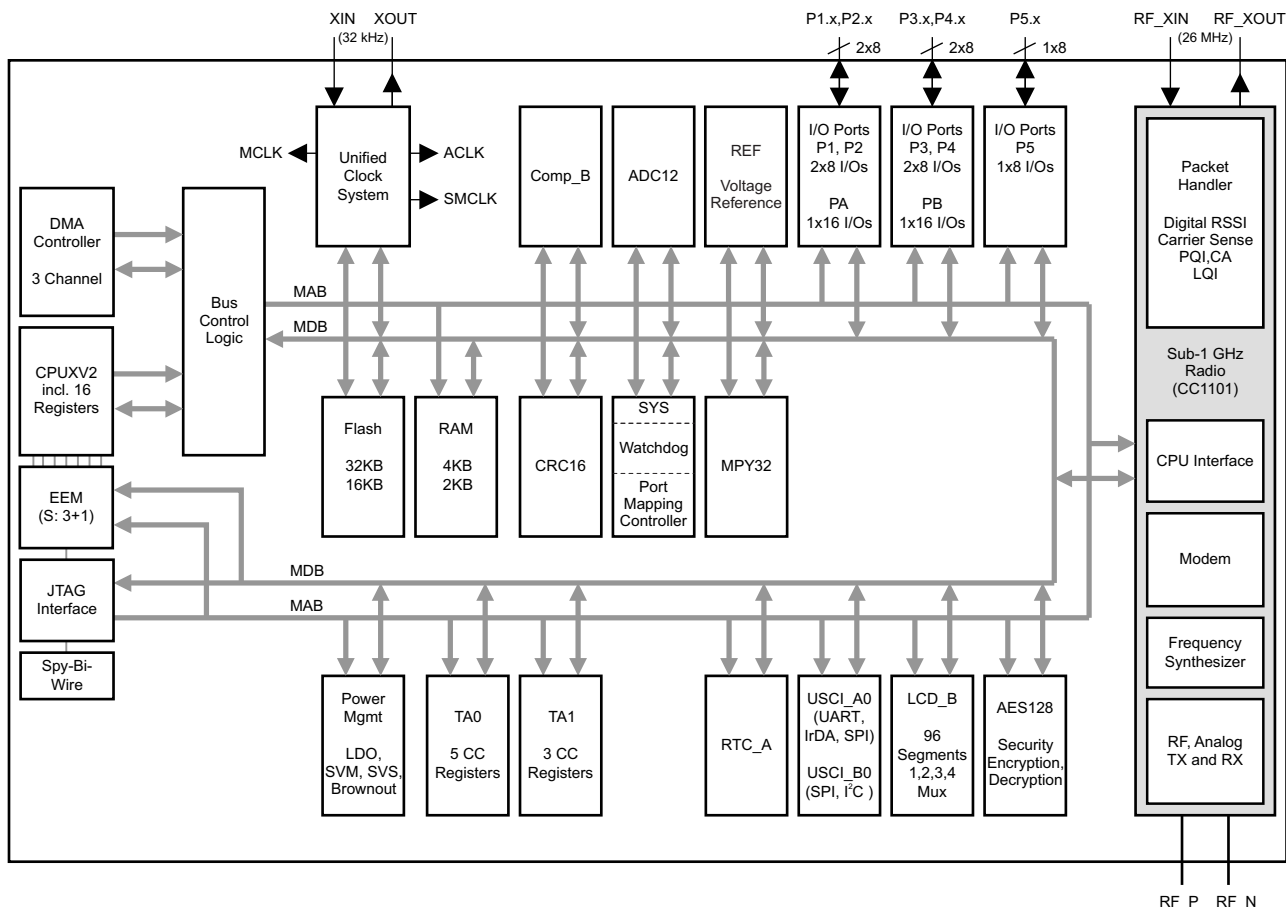 XIN XOUT
(32 kHz)
P1.x,P2.x
2x8
P3.x,P4.x
2x8
P5.x
1x8
RF_XIN RF_XOUT
(26 MHz)
MCLK
Unified
Clock
System
ACLK
SMCLK
Comp_B
ADC12
REF
Voltage
Reference
I/O Ports
P1, P2
2x8 I/Os
PA
1x16 I/Os
I/O Ports
P3, P4
2x8 I/Os
PB
1x16 I/Os
I/O Ports
P5
1x8 I/Os
Packet
Handler
Digital RSSI
Carrier Sense
PQI,CA
LQI
DMA
Controller
3 Channel
Bus
Control
Logic
MAB
MDB
CPUXV2
incl. 16
Registers
Sub-1 GHz
Radio
(CC1101)
Flash
32KB
16KB
RAM
4KB
2KB
CRC16
SYS
Watchdog
Port
Mapping
Controller
MPY32
CPU Interface
EEM
(S: 3+1)
Modem
JTAG
Interface
MDB
MAB
Frequency
Synthesizer
Spy-Bi-
Wire
Power
Mgmt
LDO,
SVM, SVS,
Brownout
TA0
5 CC
Registers
TA1
3 CC
Registers
RTC_A
USCI_A0
(UART,
IrDA, SPI)
USCI_B0
(SPI, I²C )
LCD_B
96
Segments
1,2,3,4
Mux
AES128
Security
Encryption,
Decryption
RF, Analog
TX and RX
RF_P RF_N